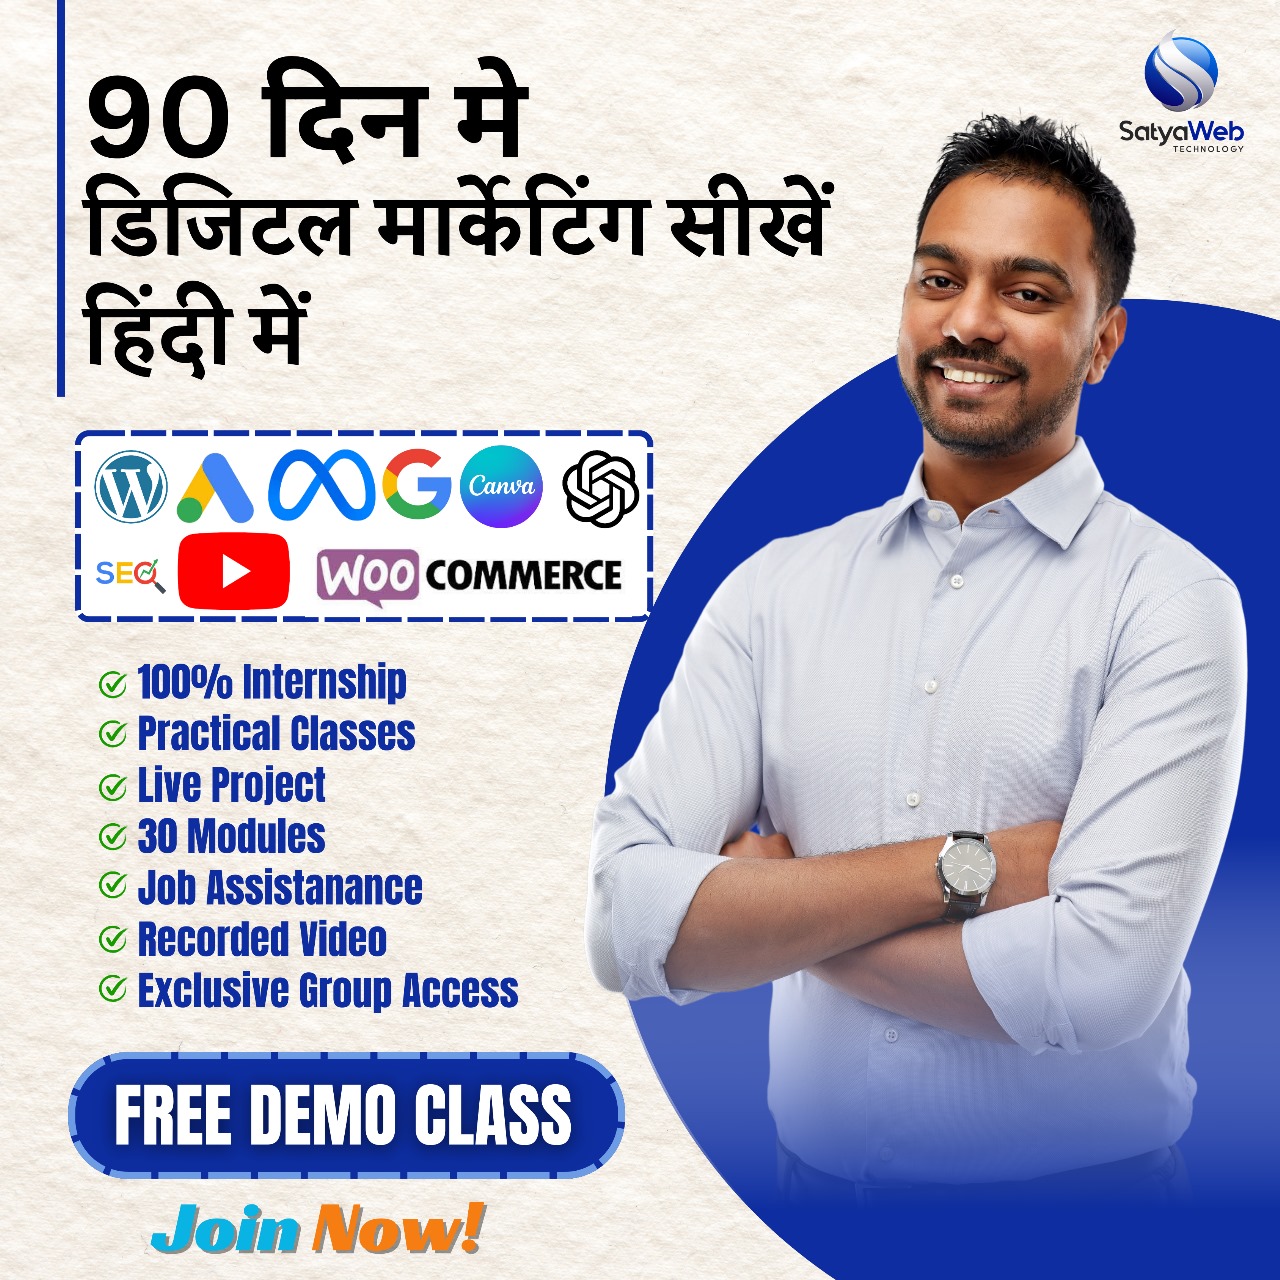 90 दिन मे
डिजिटल मार्केटिंग सीखें
हिंदी में
SatyaWeb
TECHNOLOGY
Canva
SEO
WOO COMMERCE
100% Internship
Practical Classes
Live Project
30 Modules
Job Assistanance
Recorded Video
Exclusive Group Access
FREE DEMO CLASS
Join Now!